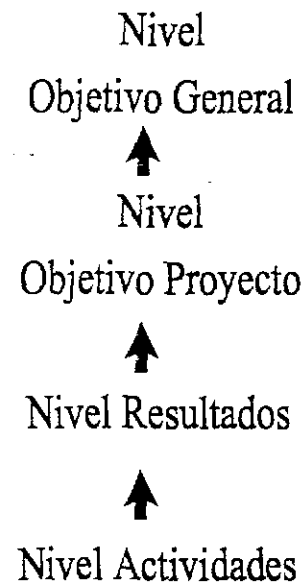 Nivel
Objetivo General
Nivel
Objetivo Proyecto
Nivel Resultados
Nivel Actividades